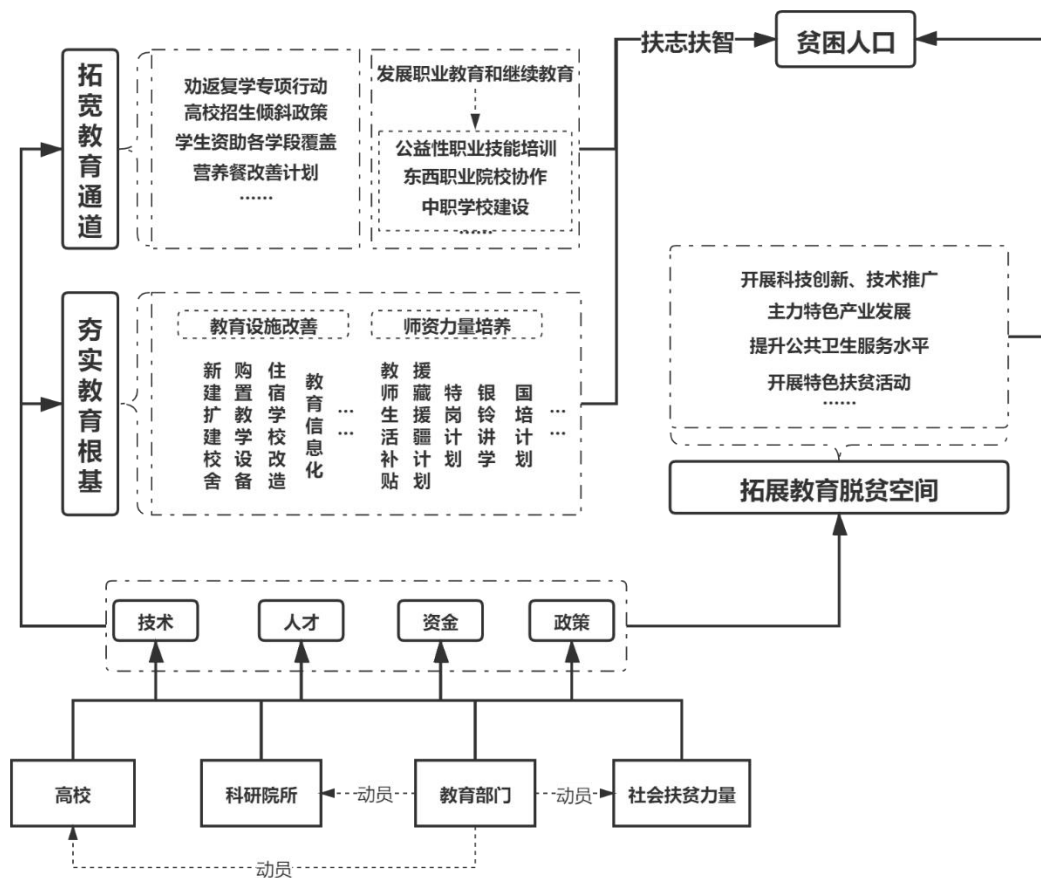 扶志扶智
贫困人口
拓宽教育通道
劝返复学专项行动
高校招生倾斜政策
学生资助各学段覆盖
营养餐改善计划
……
发展职业教育和继续教育
公益性职业技能培训
东西职业院校协作
中职学校建设
……
夯实教育根基
教育设施改善
新建扩建校舍
购置教学设备
住宿学校改造
教育信息化
……
师资力量培养
教师生活补贴
援藏援疆计划
特岗计划
银铃讲学
国培计划
……
开展科技创新、技术推广
主力特色产业发展
提升公共卫生服务水平
开展特色扶贫活动
……
拓展教育脱贫空间
技术
人才
资金
政策
高校
科研院所
动员
教育部门
动员
社会扶贫力量
动员